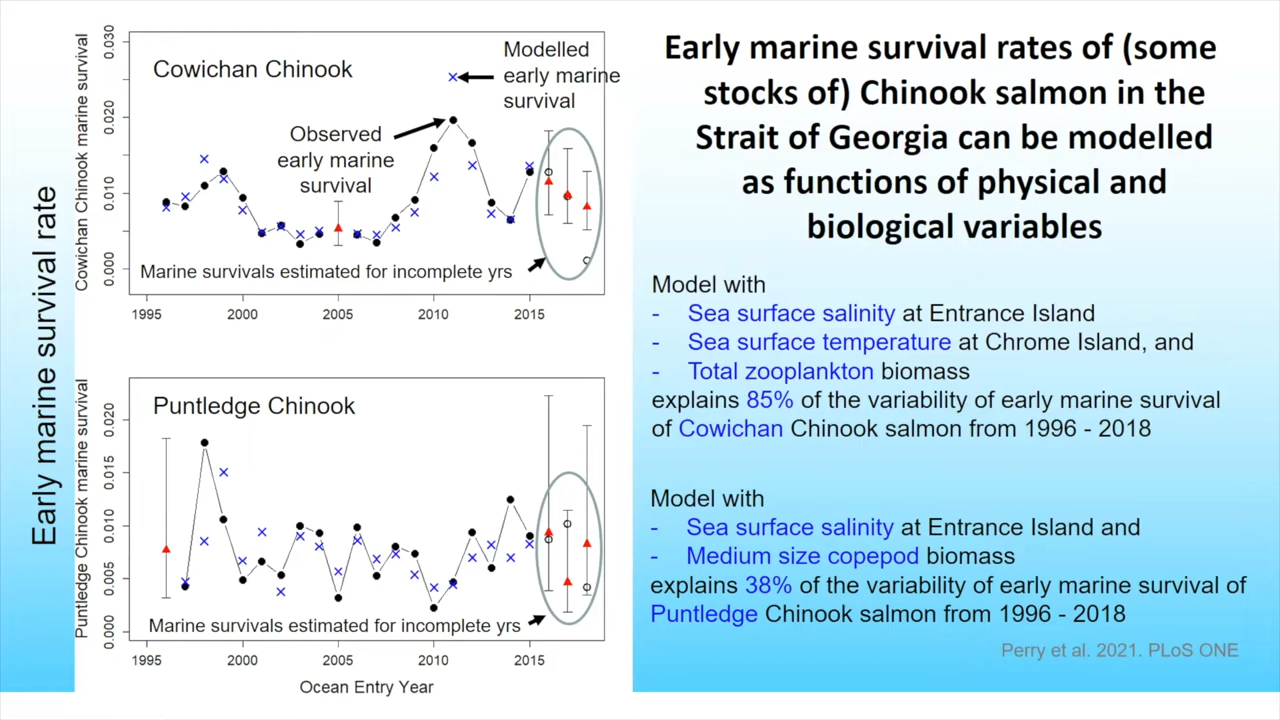 Early marine survival rate
Cowichan Chinook marine survival
0.030
0.020
0.010
0.000
Cowichan Chinook
Modelled
early marine
survival
Observed
early marine
survival
Marine survivals estimated for incomplete yrs
1995 2000 2005 2010 2015
Puntledge Chinook marine survival
0.020
0.015
0.010
0.005
0.000
Puntledge Chinook
Marine survivals estimated for incomplete yrs
1995 2000 2005 2010 2015
Ocean Entry Year
Early marine survival rates of (some
stocks of) Chinook salmon in the
Strait of Georgia can be modelled
as functions of physical and
biological variables
Model with
- Sea surface salinity at Entrance Island
- Sea surface temperature at Chrome Island, and
- Total zooplankton biomass
explains 85% of the variability of early marine survival
of Cowichan Chinook salmon from 1996 - 2018
Model with
- Sea surface salinity at Entrance Island and
- Medium size copepod biomass
explains 38% of the variability of early marine survival of
Puntledge Chinook salmon from 1996 - 2018
Perry et al. 2021. PLoS ONE